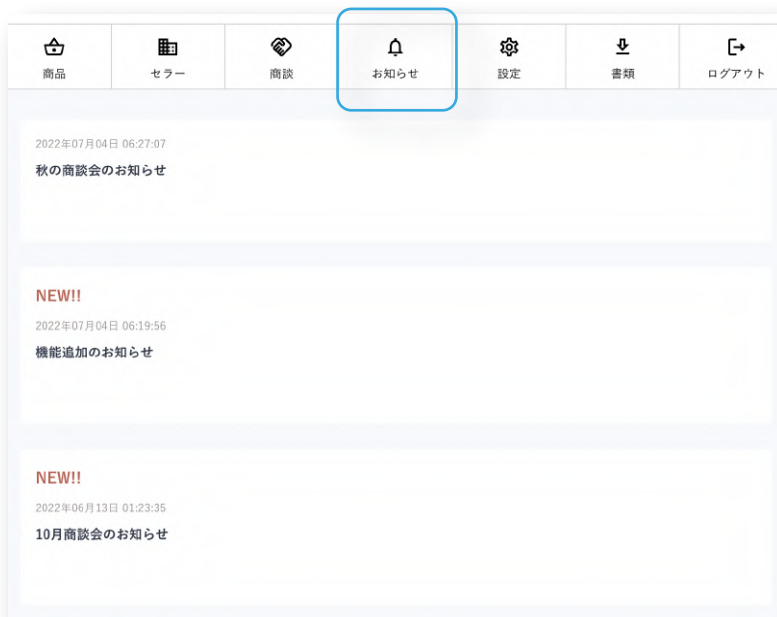 商品 セラー 商談 お知らせ 設定 書類 ログアウト
2022年07月04日 06:27:07
秋の商談会のお知らせ
NEW!!
2022年07月04日 06:19:56
機能追加のお知らせ
NEW!!
2022年06月13日 01:23:35
10月商談会のお知らせ